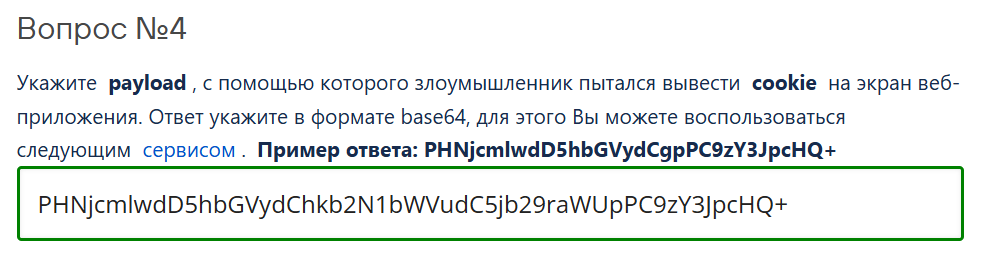 Вопрос №4
Укажите payload , с помощью которого злоумышленник пытался вывести cookie на экран веб-
приложения. Ответ укажите в формате base64, для этого Вы можете воспользоваться
следующим сервисом . Пример ответа: PHNjcmlwdD5hbGVydCgpPC9zY3JpcHQ+
PHNjcmlwdD5hbGVydChkb2N1bWVudC5jb29raWUpPC9zY3JpcHQ+